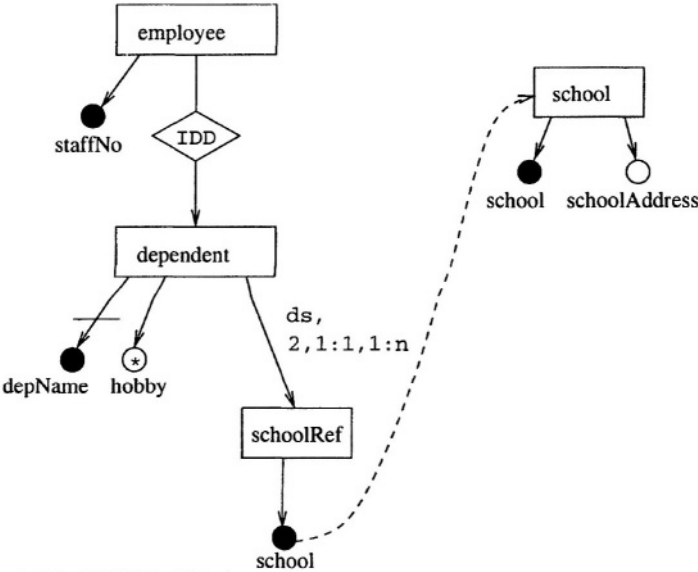 employee
school
staffNo
IDD
school schoolAddress
dependent
ds,
2,1:1,1:n
*
depName hobby
schoolRef
school